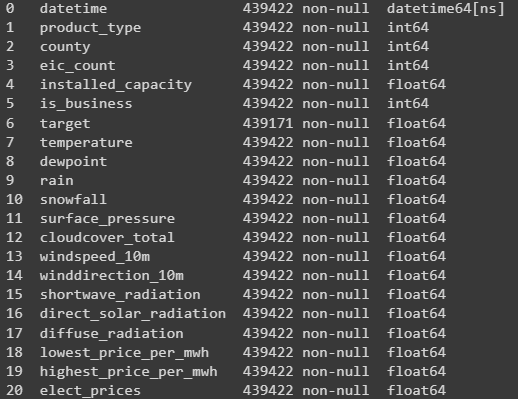 0 datetime 439422 non-null datetime64[ns]
1 product_type 439422 non-null int64
2 county 439422 non-null int64
3 eic_count 439422 non-null int64
4 installed_capacity 439422 non-null float64
5 is_business 439422 non-null int64
6 target 439171 non-null float64
7 temperature 439422 non-null float64
8 dewpoint 439422 non-null float64
9 rain 439422 non-null float64
10 snowfall 439422 non-null float64
11 surface_pressure 439422 non-null float64
12 cloudcover_total 439422 non-null float64
13 windspeed_10m 439422 non-null float64
14 winddirection_10m 439422 non-null float64
15 shortwave_radiation 439422 non-null float64
16 direct_solar_radiation 439422 non-null float64
17 diffuse_radiation 439422 non-null float64
18 lowest_price_per_mwh 439422 non-null float64
19 highest_price_per_mwh 439422 non-null float64
20 elect_prices 439422 non-null float64